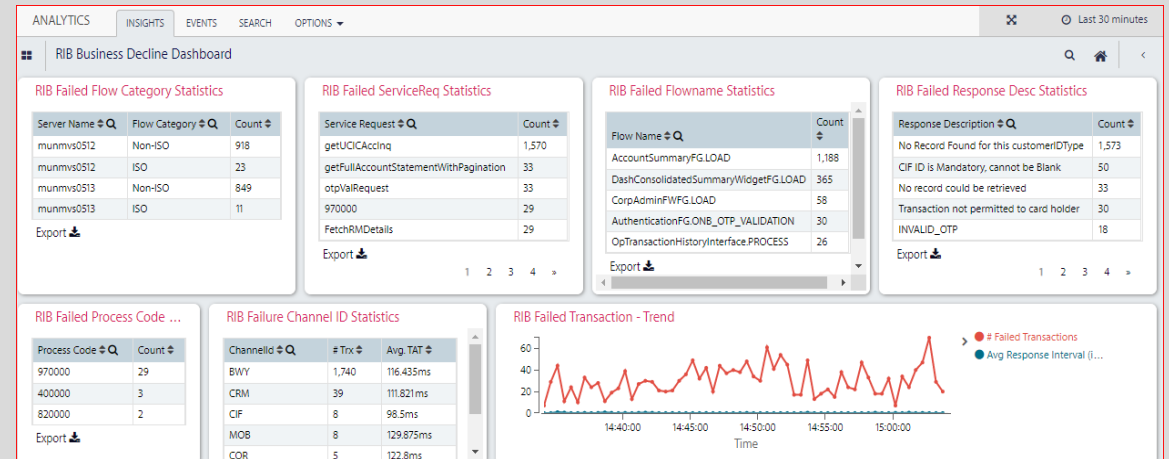 ANALYTICS INSIGHTS EVENTS SEARCH OPTIONS Last 30 minutes
RIB Business Decline Dashboard
RIB Failed Flow Category Statistics
Server Name Flow Category Count
munmvs0512 Non-ISO 918
munmvs0512 ISO 23
munmvs0513 Non-ISO 849
munmvs0513 ISO 11
Export
RIB Failed ServiceReq Statistics
Service Request Count
getUCICAccInq 1,570
getFullAccountStatementWithPagination 33
otpValRequest 33
970000 29
FetchRMDetails 29
Export
1 2 3 4 »
RIB Failed Flowname Statistics
Flow Name Count
AccountSummaryFG.LOAD 1,188
DashConsolidatedSummaryWidgetFG.LOAD 365
CorpAdminFWFG.LOAD 58
AuthenticationFG.ONB_OTP_VALIDATION 30
OpTransactionHistoryInterface.PROCESS 26
Export
RIB Failed Response Desc Statistics
Response Description Count
No Record Found for this customerIDType 1,573
CIF ID is Mandatory, cannot be Blank 50
No record could be retrieved 33
Transaction not permitted to card holder 30
INVALID_OTP 18
Export
1 2 3 4 »
RIB Failed Process Code ...
Process Code Count
970000 29
400000 3
820000 2
Export
RIB Failure Channel ID Statistics
ChannelId # Trx Avg. TAT
BWY 1,740 116.435ms
CRM 39 111.821ms
CIF 8 98.5ms
MOB 8 129.875ms
COR 5 122.8ms
RIB Failed Transaction - Trend
60
40
20
0
14:40:00 14:45:00 14:50:00 14:55:00 15:00:00
Time
# Failed Transactions
Avg Response Interval (i...